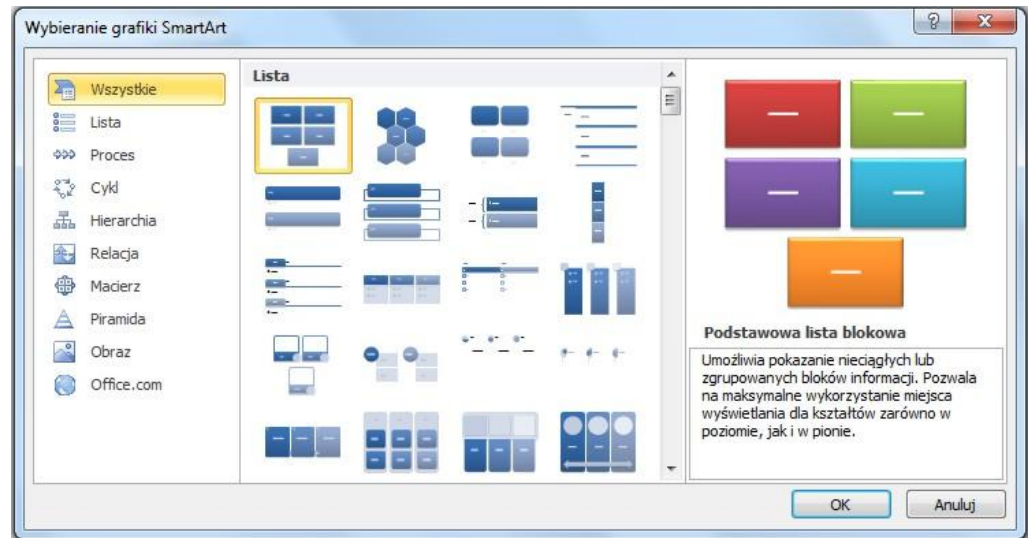 Wybieranie grafiki SmartArt
Wszystkie
Lista
Proces
Cykl
Hierarchia
Relacja
Macierz
Piramida
Obraz
Office.com
Lista
Podstawowa lista blokowa
Umożliwia pokazanie nieciągłych lub
zgrupowanych bloków informacji. Pozwala
na maksymalne wykorzystanie miejsca
wyświetlania dla kształtów zarówno w
poziomie, jak i w pionie.
OK
Anuluj